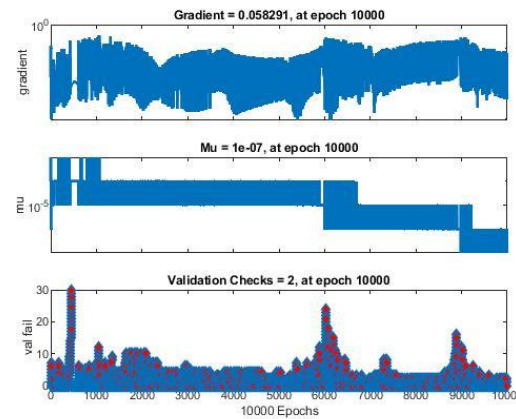 Gradient = 0.058291, at epoch 10000
10^0
gradient
Mu = 1e-07, at epoch 10000
10^-5
mu
Validation Checks = 2, at epoch 10000
30
20
10
0
val fail
0 1000 2000 3000 4000 5000 6000 7000 8000 9000 10000
10000 Epochs